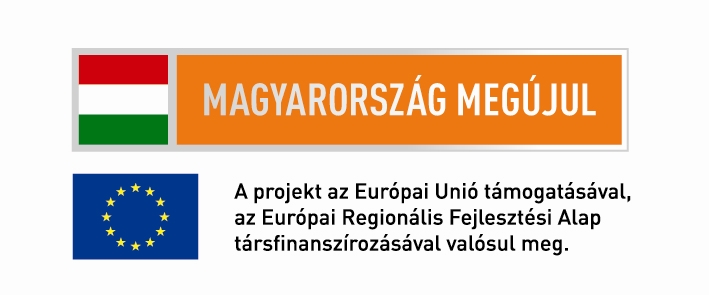 MAGYARORSZÁG MEGÚJUL
A projekt az Európai Unió támogatásával,
az Európai Regionális Fejlesztési Alap
társfinanszírozásával valósul meg.